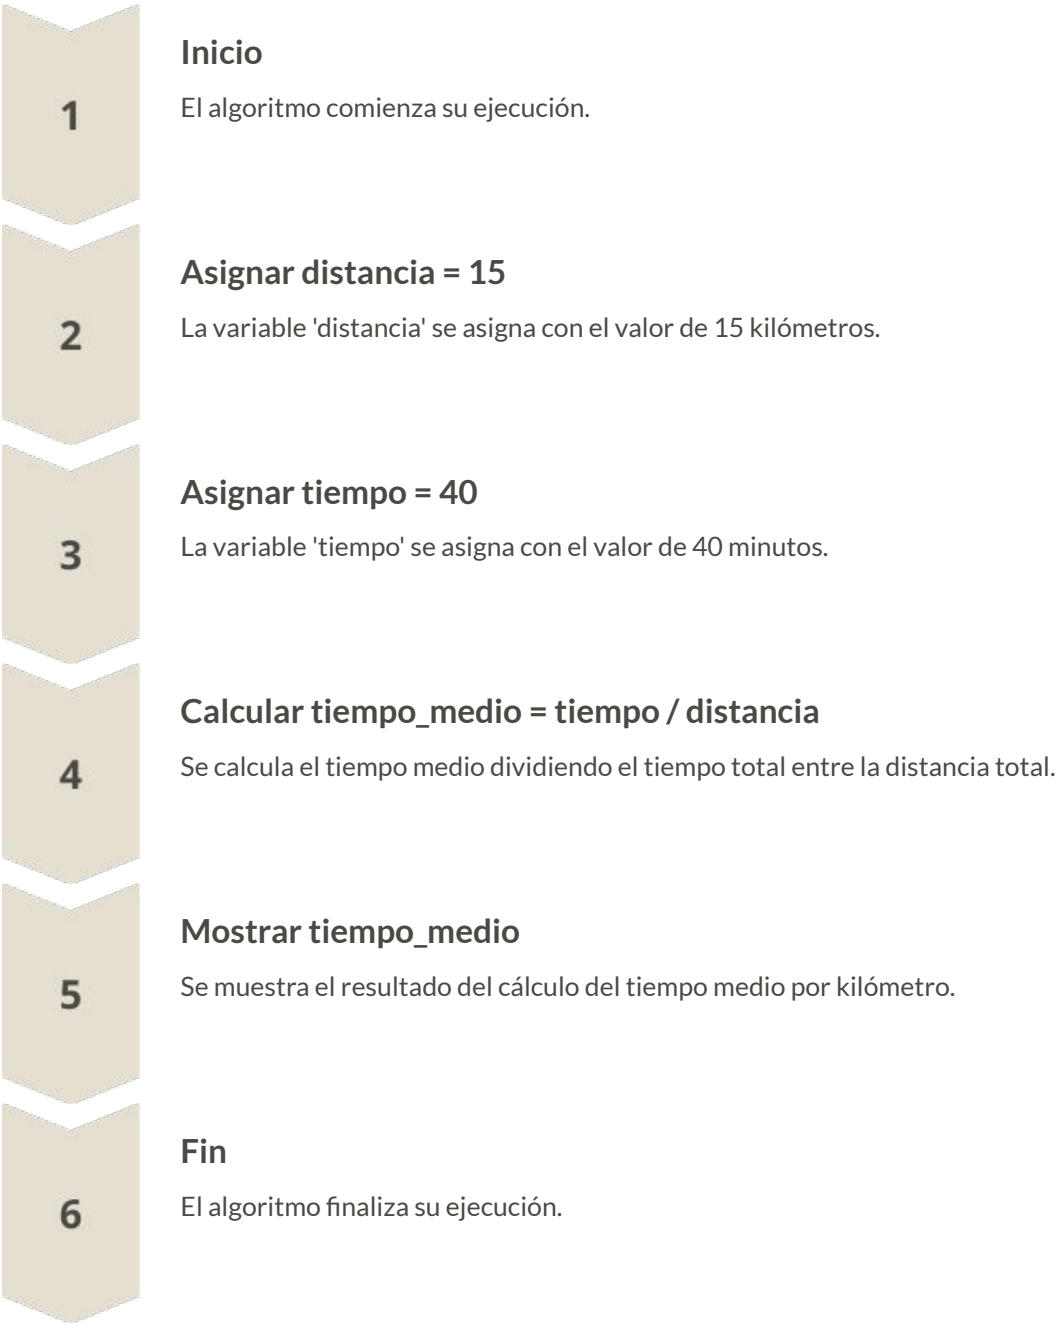 1
Inicio
El algoritmo comienza su ejecución.
2
Asignar distancia = 15
La variable 'distancia' se asigna con el valor de 15 kilómetros.
3
Asignar tiempo = 40
La variable 'tiempo' se asigna con el valor de 40 minutos.
4
Calcular tiempo_medio = tiempo / distancia
Se calcula el tiempo medio dividiendo el tiempo total entre la distancia total.
5
Mostrar tiempo_medio
Se muestra el resultado del cálculo del tiempo medio por kilómetro.
6
Fin
El algoritmo finaliza su ejecución.